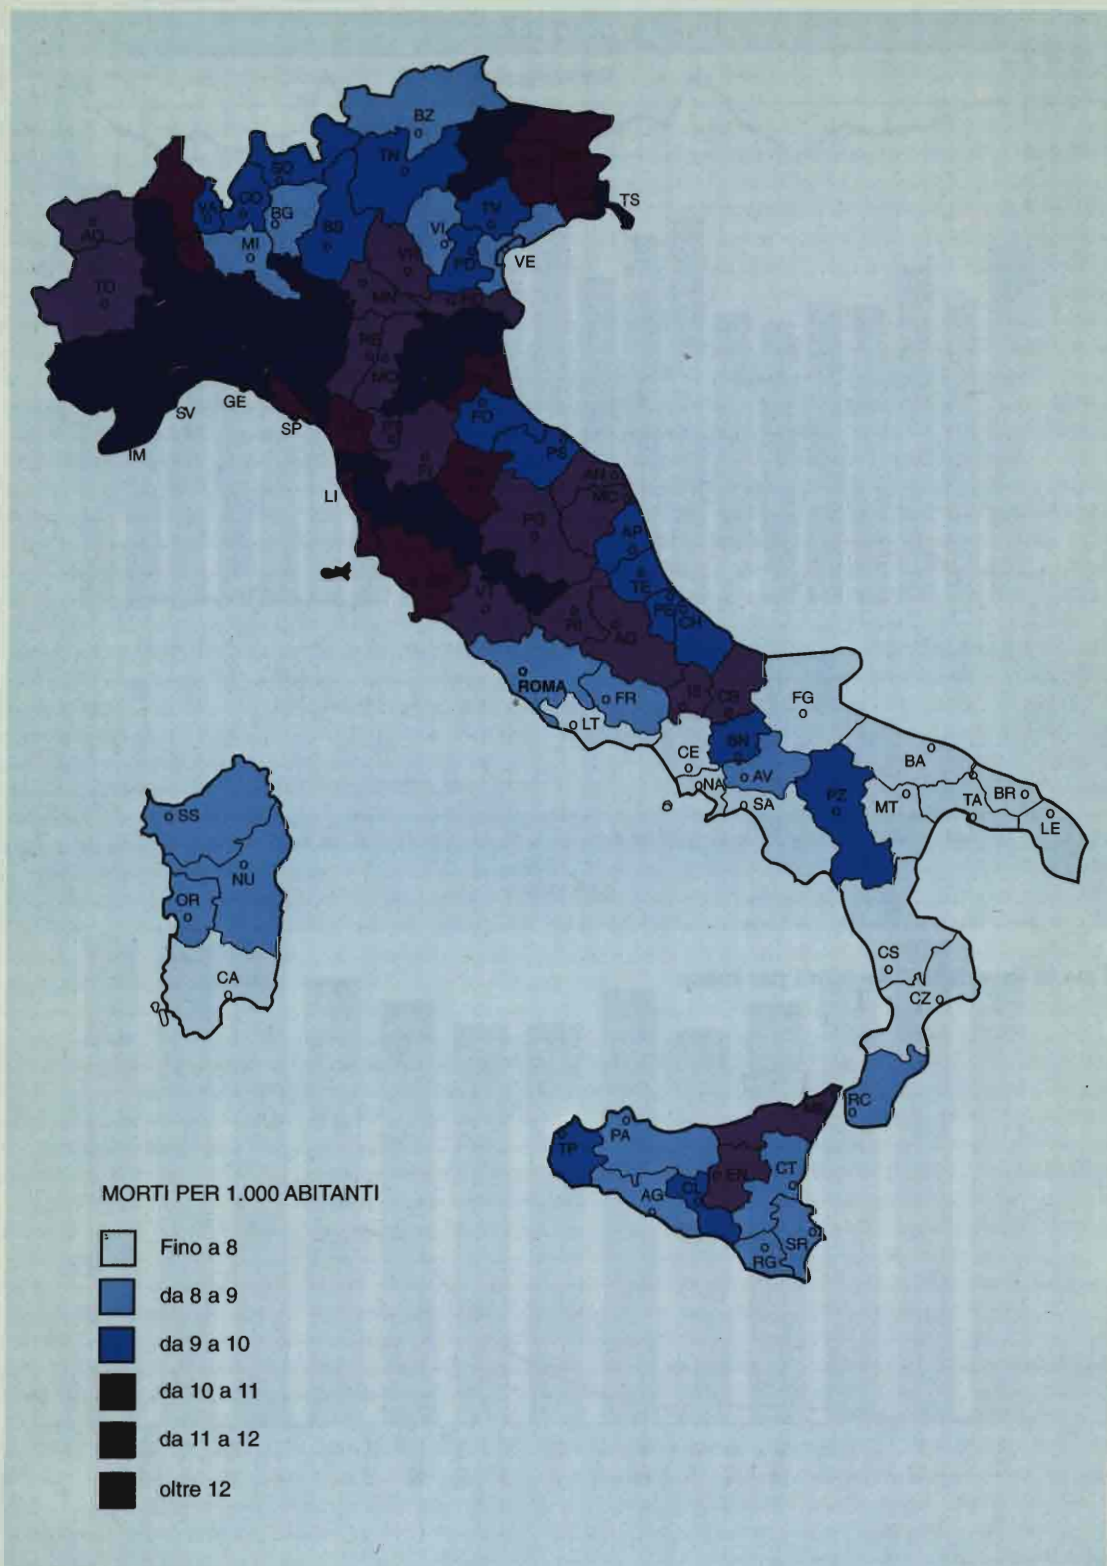 BZ
TN
SO
TS
VA
CO
BG
BS
VI
TV
AO
MI
PD
VE
VR
TO
MN
RO
RE
MO
SV
GE
SP
FO
IM
PS
FI
AN
LI
MC
PG
AP
TE
VT
PE
CH
RI
AQ
ROMA
FR
IS
CB
FG
LT
BN
CE
BA
AV
NA
SA
PZ
MT
TA
BR
LE
SS
NU
OR
CA
CS
CZ
RC
ME
PA
TP
EN
CT
CL
AG
SR
RG
MORTI PER 1.000 ABITANTI
Fino a 8
da 8 a 9
da 9 a 10
da 10 a 11
da 11 a 12
oltre 12